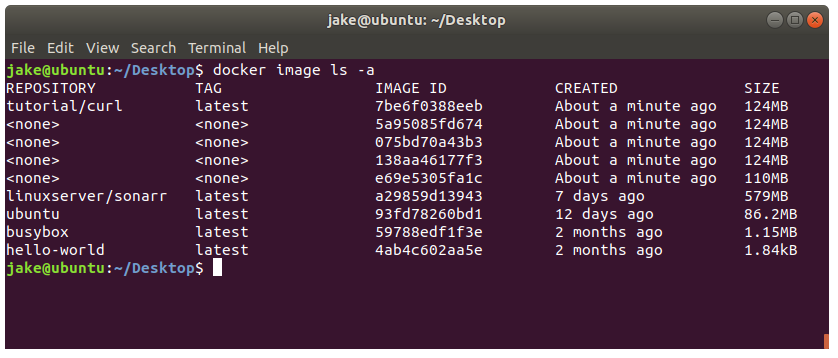 jake@ubuntu: ~/Desktop
File Edit View Search Terminal Help
jake@ubuntu:~/Desktop$ docker image ls -a
REPOSITORY TAG IMAGE ID CREATED SIZE
tutorial/curl latest 7be6f0388eeb About a minute ago 124MB
<none> <none> 5a95085fd674 About a minute ago 124MB
<none> <none> 075bd70a43b3 About a minute ago 124MB
<none> <none> 138aa46177f3 About a minute ago 124MB
<none> <none> e69e5305fa1c About a minute ago 110MB
linuxserver/sonarr latest a29859d13943 7 days ago 579MB
ubuntu latest 93fd78260bd1 12 days ago 86.2MB
busybox latest 59788edf1f3e 2 months ago 1.15MB
hello-world latest 4ab4c602aa5e 2 months ago 1.84kB
jake@ubuntu:~/Desktop$